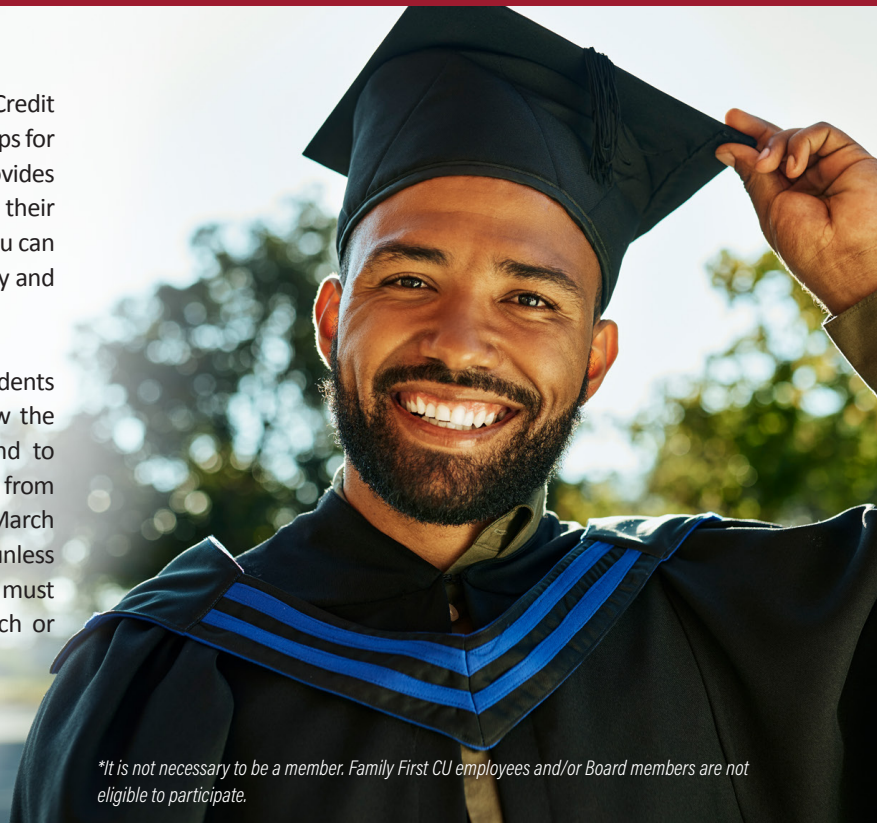 Credit
ps for
vides
their
u can
y and
dents
w the
nd to
from
March
unless
must
ch or
*It is not necessary to be a member. Family First CU employees and/or Board members are not
eligible to participate.